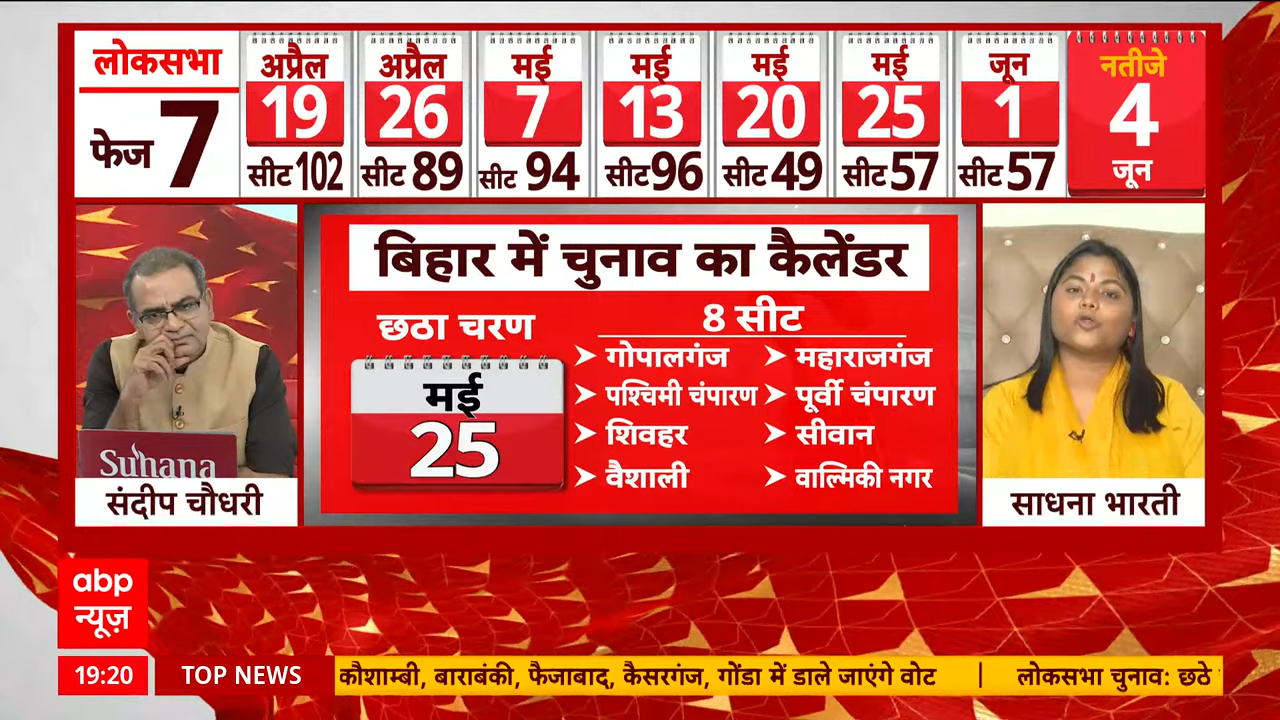 लोकसभा
फेज 7
अप्रैल
19
सीट 102
अप्रैल
26
सीट 89
मई
7
सीट 94
मई
13
सीट 96
मई
20
सीट 49
मई
25
सीट 57
जून
1
सीट 57
नतीजे
4
जून
बिहार में चुनाव का कैलेंडर
छठा चरण
मई
25
8 सीट
➤ गोपालगंज ➤ महाराजगंज
➤ पश्चिमी चंपारण ➤ पूर्वी चंपारण
➤ शिवहर ➤ सीवान
➤ वैशाली ➤ वाल्मिकी नगर
Suhana
संदीप चौधरी
साधना भारती
abp
न्यूज़
19:20 TOP NEWS कौशाम्बी, बाराबंकी, फैजाबाद, कैसरगंज, गोंडा में डाले जाएंगे वोट | लोकसभा चुनाव: छठे